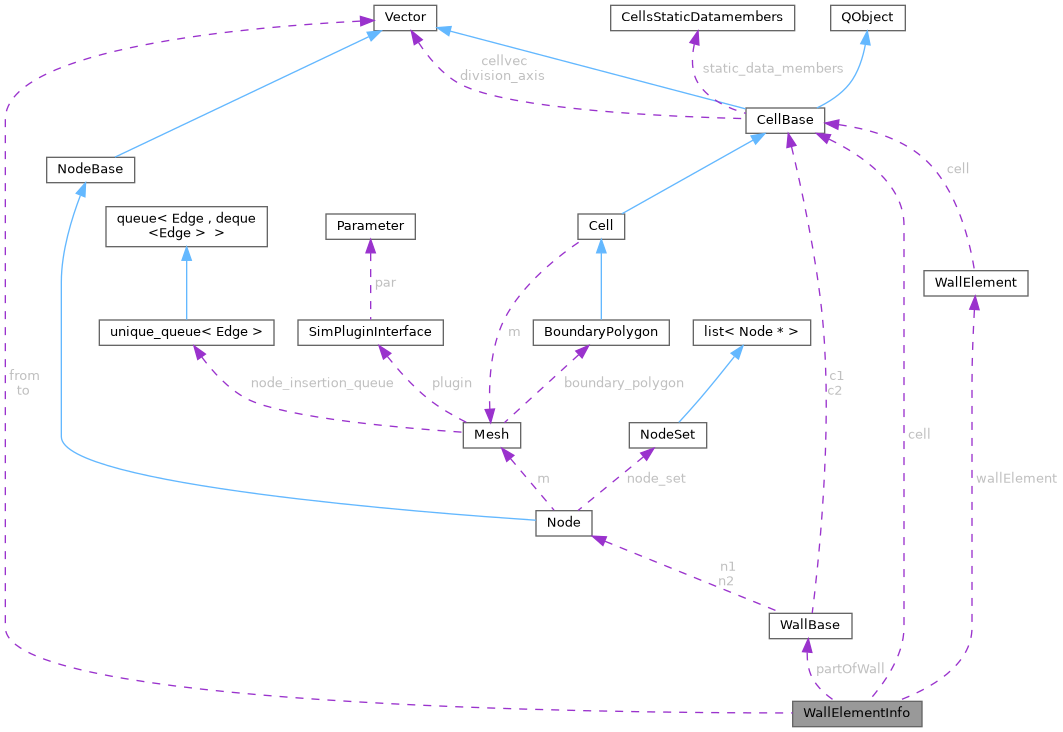 Vector
CellsStaticDatamembers
QObject
cellvec
division_axis
static_data_members
CellBase
NodeBase
cell
queue< Edge , deque
<Edge >  >
Parameter
Cell
WallElement
par
unique_queue< Edge >
SimPluginInterface
m
BoundaryPolygon
list< Node * >
from
to
node_insertion_queue
plugin
boundary_polygon
c1
c2
Mesh
NodeSet
cell
m
node_set
wallElement
Node
n1
n2
WallBase
partOfWall
WallElementInfo